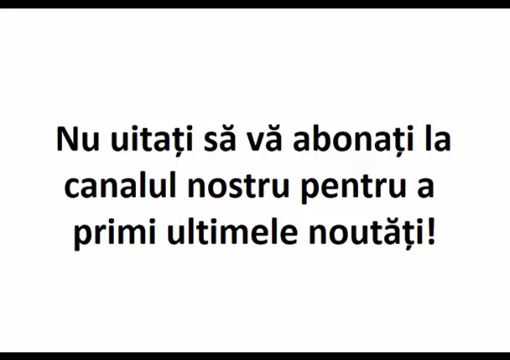 Nu uitați să vă abonați la
canalul nostru pentru a
primi ultimele noutăți!